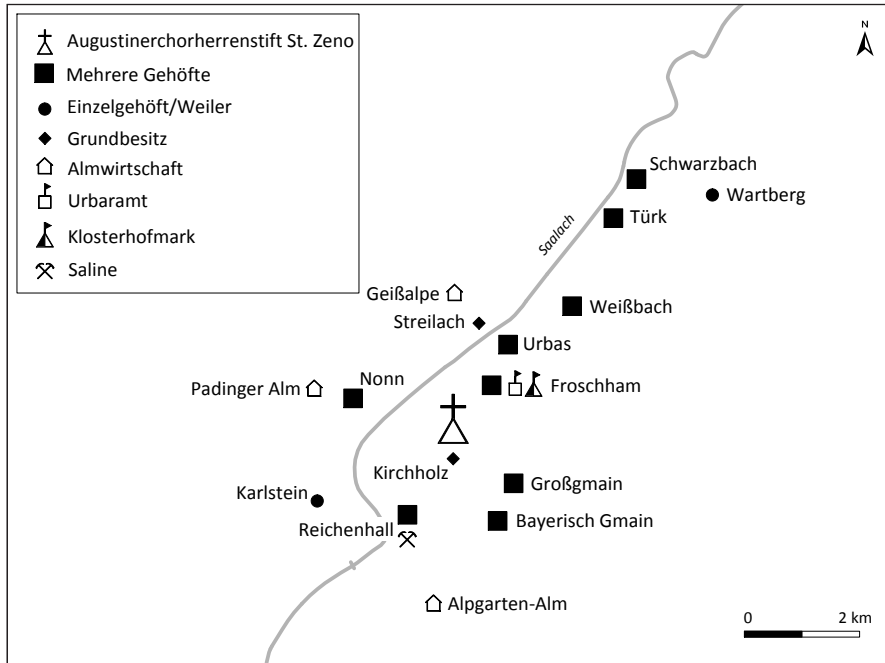 Augustinerchorherrenstift St. Zeno
Mehrere Gehöfte
Einzelgehöft/Weiler
Grundbesitz
Almwirtschaft
Urbaramt
Klosterhofmark
Saline
N
Schwarzbach
Wartberg
Türk
Saalach
Geißalpe
Streilach
Weißbach
Urbas
Nonn
Padinger Alm
Froschham
Kirchholz
Karlstein
Großgmain
Reichenhall
Bayerisch Gmain
Alpgarten-Alm
0 2 km